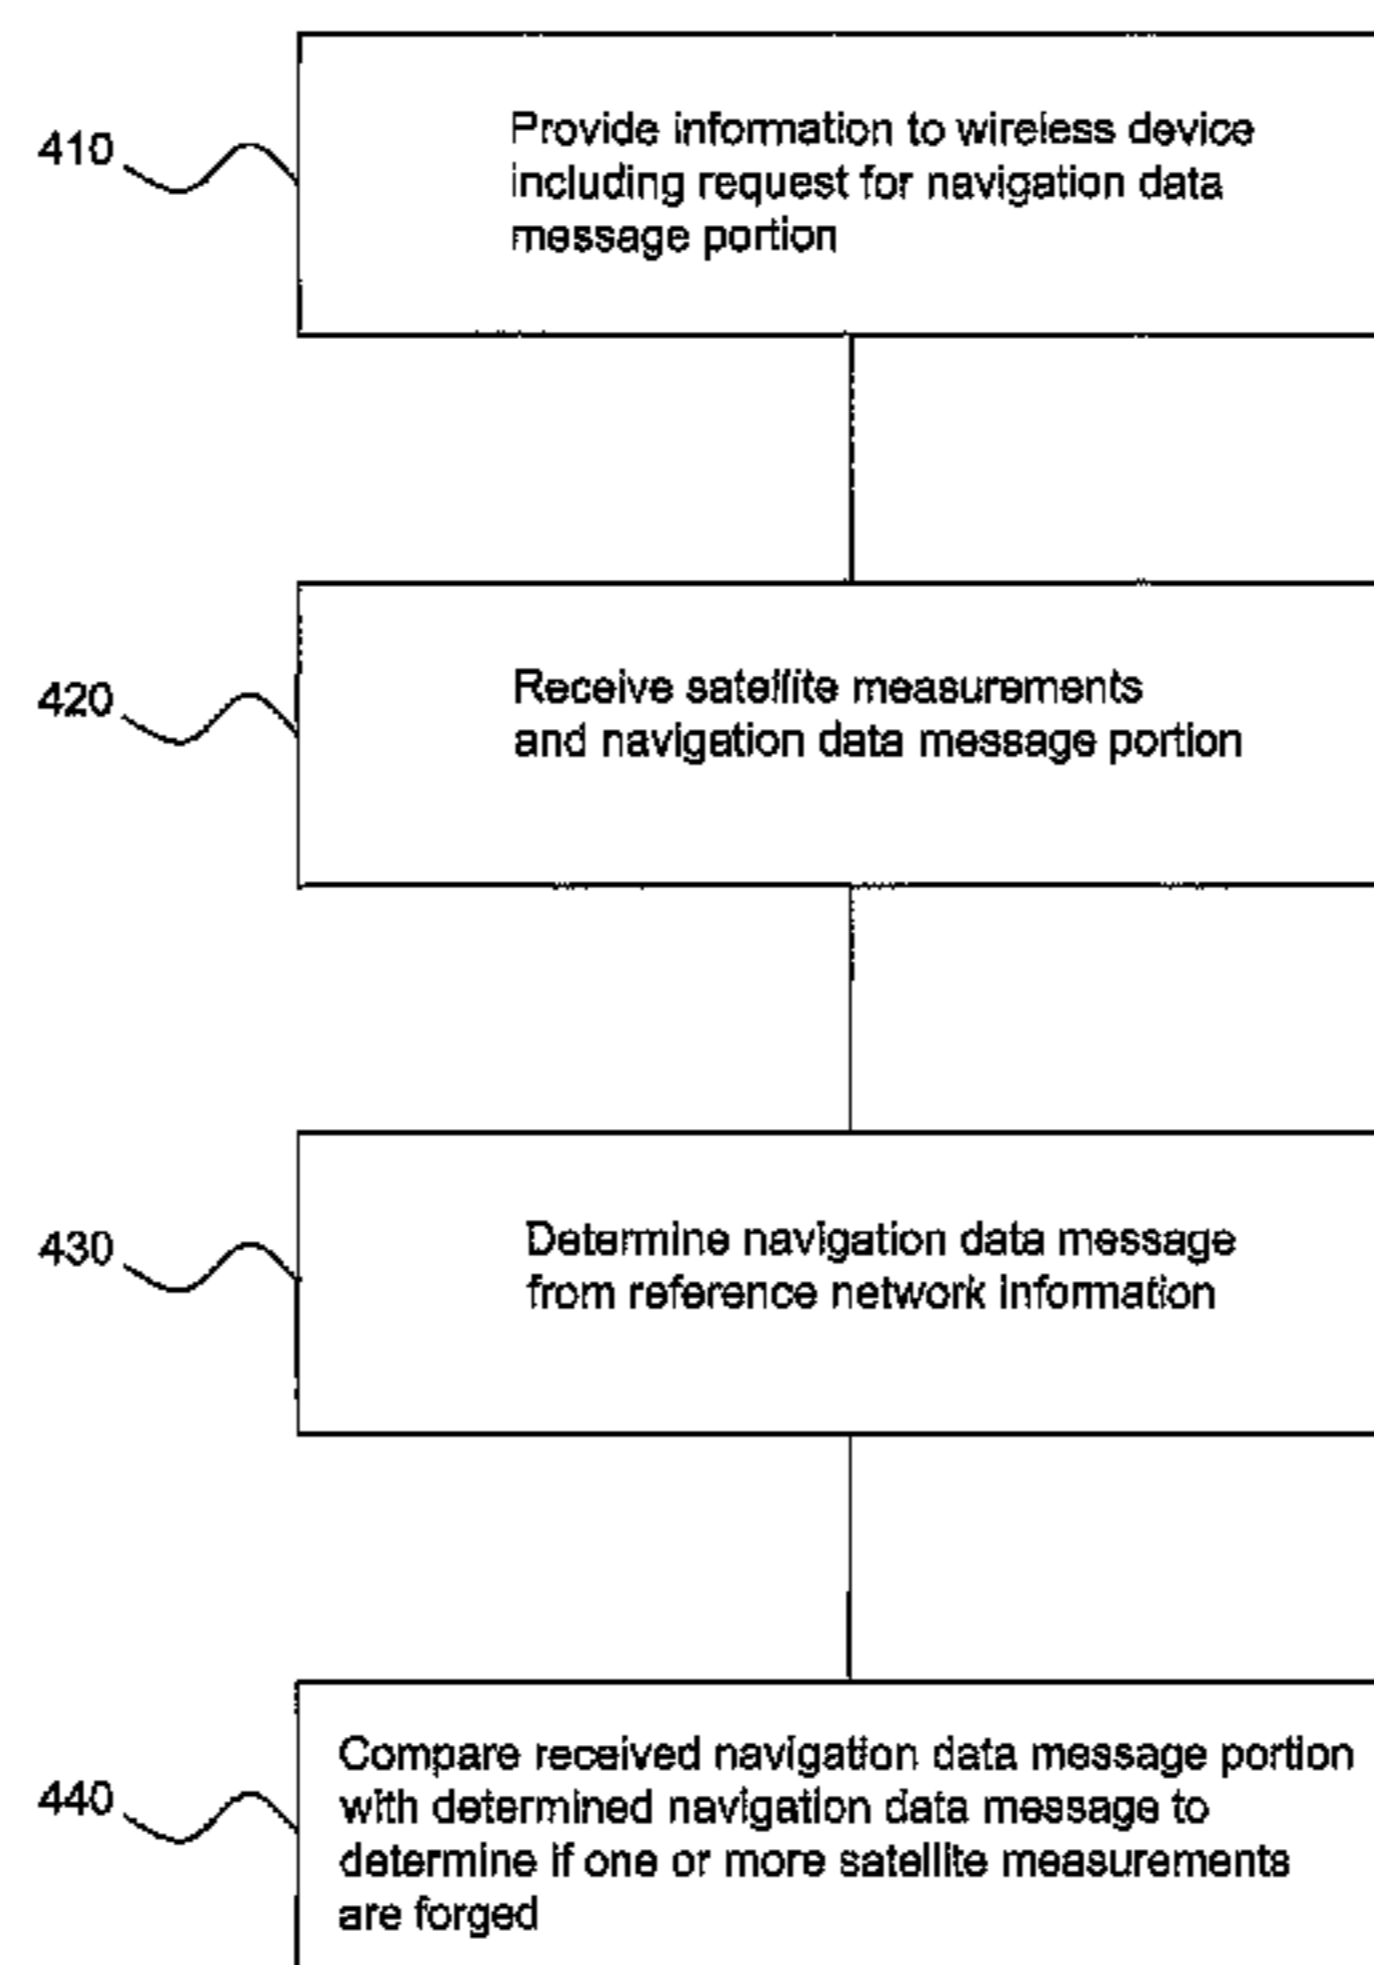 410
Provide information to wireless device
including request for navigation data
message portion
420
Receive satellite measurements
and navigation data message portion
430
Determine navigation data message
from reference network information
440
Compare received navigation data message portion
with determined navigation data message to
determine if one or more satellite measurements
are forged